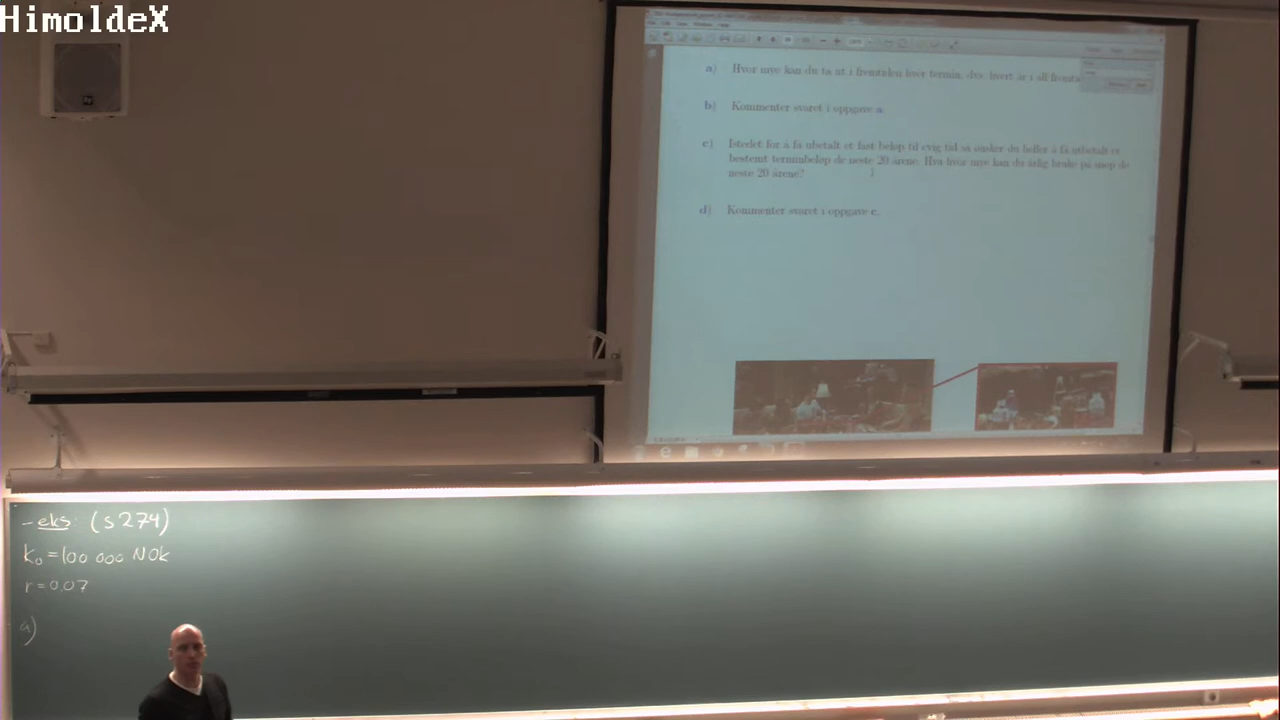 HimoldeX
a) Hvor mye kan du ta ut i fremtiden hver termin, dvs. hvert år i all
b) Kommenter svaret i oppgave a.
c) Istedet for å få ubetalt et fast beløp til evig tid så ønsker du heller å få utbetalt et
bestemt terminbeløp de neste 20 årene. Hva hvor mye kan du årlig bruke på snop de
neste 20 årene?
d) Kommenter svaret i oppgave c.
- eks (s 274)
k₀ = 100 000 NOK
r = 0.07
a)